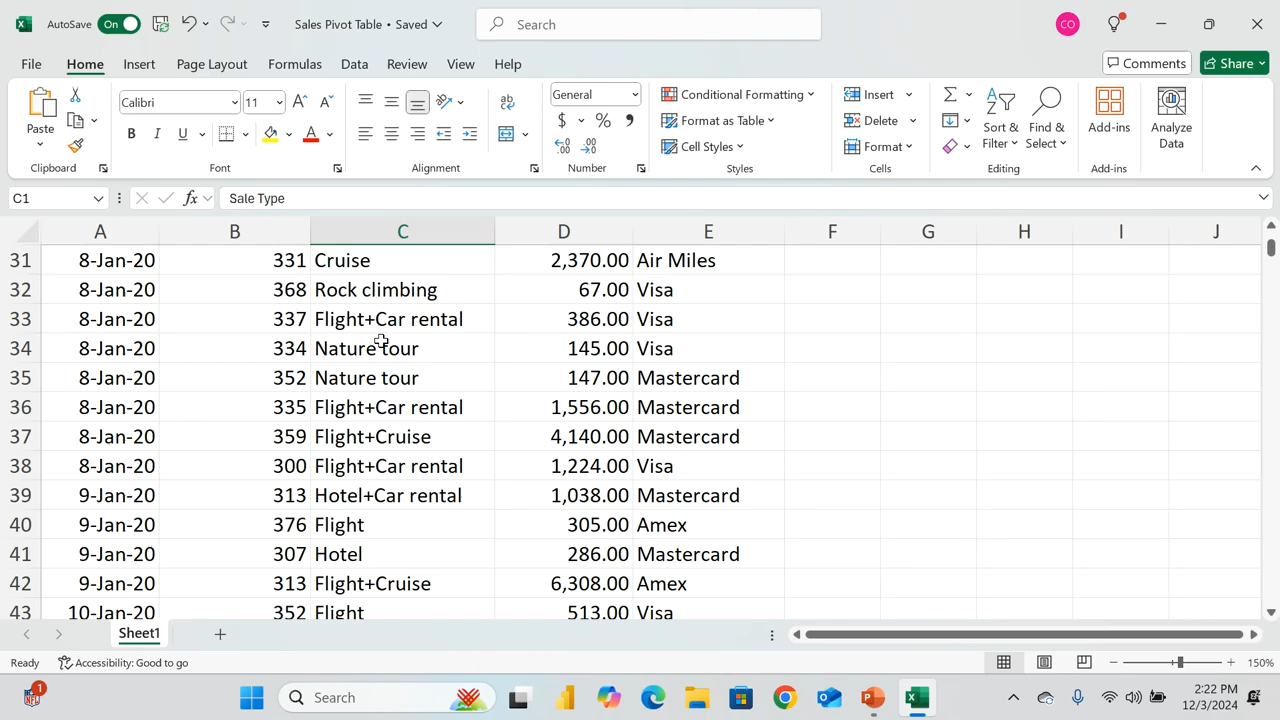 AutoSave On Sales Pivot Table • Saved Search CO
File Home Insert Page Layout Formulas Data Review View Help Comments Share
Paste Calibri 11 General Conditional Formatting Insert Sort & Find & Add-ins Analyze
B I U $ % Format as Table Delete Filter Select Data
Cell Styles Format
Clipboard Font Alignment Number Styles Cells Editing Add-ins
C1 fx Sale Type
A B C D E F G H I J
31 8-Jan-20 331 Cruise 2,370.00 Air Miles
32 8-Jan-20 368 Rock climbing 67.00 Visa
33 8-Jan-20 337 Flight+Car rental 386.00 Visa
34 8-Jan-20 334 Nature tour 145.00 Visa
35 8-Jan-20 352 Nature tour 147.00 Mastercard
36 8-Jan-20 335 Flight+Car rental 1,556.00 Mastercard
37 8-Jan-20 359 Flight+Cruise 4,140.00 Mastercard
38 8-Jan-20 300 Flight+Car rental 1,224.00 Visa
39 9-Jan-20 313 Hotel+Car rental 1,038.00 Mastercard
40 9-Jan-20 376 Flight 305.00 Amex
41 9-Jan-20 307 Hotel 286.00 Mastercard
42 9-Jan-20 313 Flight+Cruise 6,308.00 Amex
43 10-Jan-20 352 Flight 513.00 Visa
Sheet1
Ready Accessibility: Good to go 150%
1 Search 2:22 PM
12/3/2024